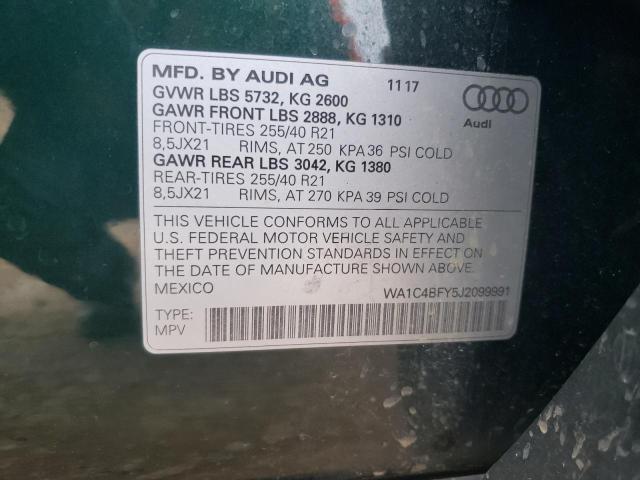 MFD. BY AUDI AG 11 17
GVWR LBS 5732, KG 2600
GAWR FRONT LBS 2888, KG 1310
FRONT-TIRES 255/40 R21
8,5JX21 RIMS, AT 250 KPA 36 PSI COLD
GAWR REAR LBS 3042, KG 1380
REAR-TIRES 255/40 R21
8,5JX21 RIMS, AT 270 KPA 39 PSI COLD
Audi
THIS VEHICLE CONFORMS TO ALL APPLICABLE
U.S. FEDERAL MOTOR VEHICLE SAFETY AND
THEFT PREVENTION STANDARDS IN EFFECT ON
THE DATE OF MANUFACTURE SHOWN ABOVE.
MEXICO WA1C4BFY5J2099991
TYPE:
MPV